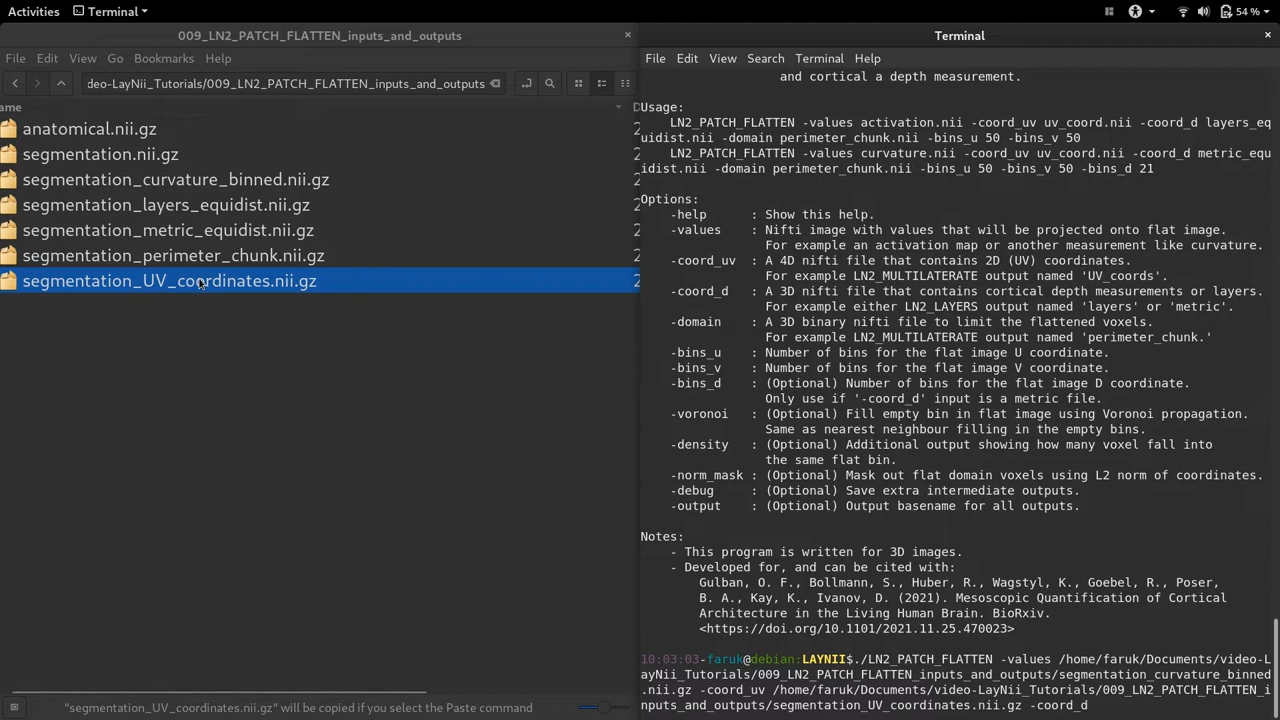 Activities
Terminal
54 %
009_LN2_PATCH_FLATTEN_inputs_and_outputs
×
Terminal
×
File Edit View Go Bookmarks Help
File Edit View Search Terminal Help
deo-LayNii_Tutorials/009_LN2_PATCH_FLATTEN_inputs_and_outputs
ame
D
anatomical.nii.gz
2
segmentation.nii.gz
2
segmentation_curvature_binned.nii.gz
2
segmentation_layers_equidist.nii.gz
2
segmentation_metric_equidist.nii.gz
2
segmentation_perimeter_chunk.nii.gz
2
segmentation_UV_coordinates.nii.gz
2
"segmentation_UV_coordinates.nii.gz" will be copied if you select the Paste command
and cortical a depth measurement.
Usage:
LN2_PATCH_FLATTEN -values activation.nii -coord_uv uv_coord.nii -coord_d layers_eq
uidist.nii -domain perimeter_chunk.nii -bins_u 50 -bins_v 50
LN2_PATCH_FLATTEN -values curvature.nii -coord_uv uv_coord.nii -coord_d metric_equ
idist.nii -domain perimeter_chunk.nii -bins_u 50 -bins_v 50 -bins_d 21
Options:
-help : Show this help.
-values : Nifti image with values that will be projected onto flat image.
For example an activation map or another measurement like curvature.
-coord_uv : A 4D nifti file that contains 2D (UV) coordinates.
For example LN2_MULTILATERATE output named 'UV_coords'.
-coord_d : A 3D nifti file that contains cortical depth measurements or layers.
For example either LN2_LAYERS output named 'layers' or 'metric'.
-domain : A 3D binary nifti file to limit the flattened voxels.
For example LN2_MULTILATERATE output named 'perimeter_chunk.'
-bins_u : Number of bins for the flat image U coordinate.
-bins_v : Number of bins for the flat image V coordinate.
-bins_d : (Optional) Number of bins for the flat image D coordinate.
Only use if '-coord_d' input is a metric file.
-voronoi : (Optional) Fill empty bin in flat image using Voronoi propagation.
Same as nearest neighbour filling in the empty bins.
-density : (Optional) Additional output showing how many voxel fall into
the same flat bin.
-norm_mask : (Optional) Mask out flat domain voxels using L2 norm of coordinates.
-debug : (Optional) Save extra intermediate outputs.
-output : (Optional) Output basename for all outputs.
Notes:
- This program is written for 3D images.
- Developed for, and can be cited with:
Gulban, O. F., Bollmann, S., Huber, R., Wagstyl, K., Goebel, R., Poser,
B. A., Kay, K., Ivanov, D. (2021). Mesoscopic Quantification of Cortical
Architecture in the Living Human Brain. BioRxiv.
<https://doi.org/10.1101/2021.11.25.470023>
10:03:03-faruk@debian:LAYNII$./LN2_PATCH_FLATTEN -values /home/faruk/Documents/video-L
ayNii_Tutorials/009_LN2_PATCH_FLATTEN_inputs_and_outputs/segmentation_curvature_binned
.nii.gz -coord_uv /home/faruk/Documents/video-LayNii_Tutorials/009_LN2_PATCH_FLATTEN_i
nputs_and_outputs/segmentation_UV_coordinates.nii.gz -coord_d